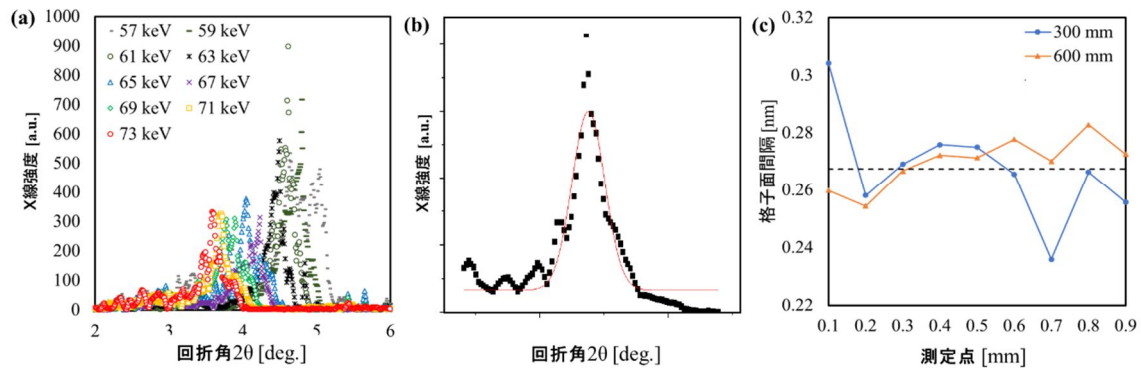 (a)
1000
900
800
700
600
500
400
300
200
100
0
X線強度 [a.u.]
57 keV
59 keV
61 keV
63 keV
65 keV
67 keV
69 keV
71 keV
73 keV
2
3
4
5
6
回折角2θ [deg.]
(b)
X線強度 [a.u.]
回折角2θ [deg.]
(c)
0.32
0.3
0.28
0.26
0.24
0.22
格子面間隔 [nm]
300 mm
600 mm
0.1 0.2 0.3 0.4 0.5 0.6 0.7 0.8 0.9
測定点 [mm]